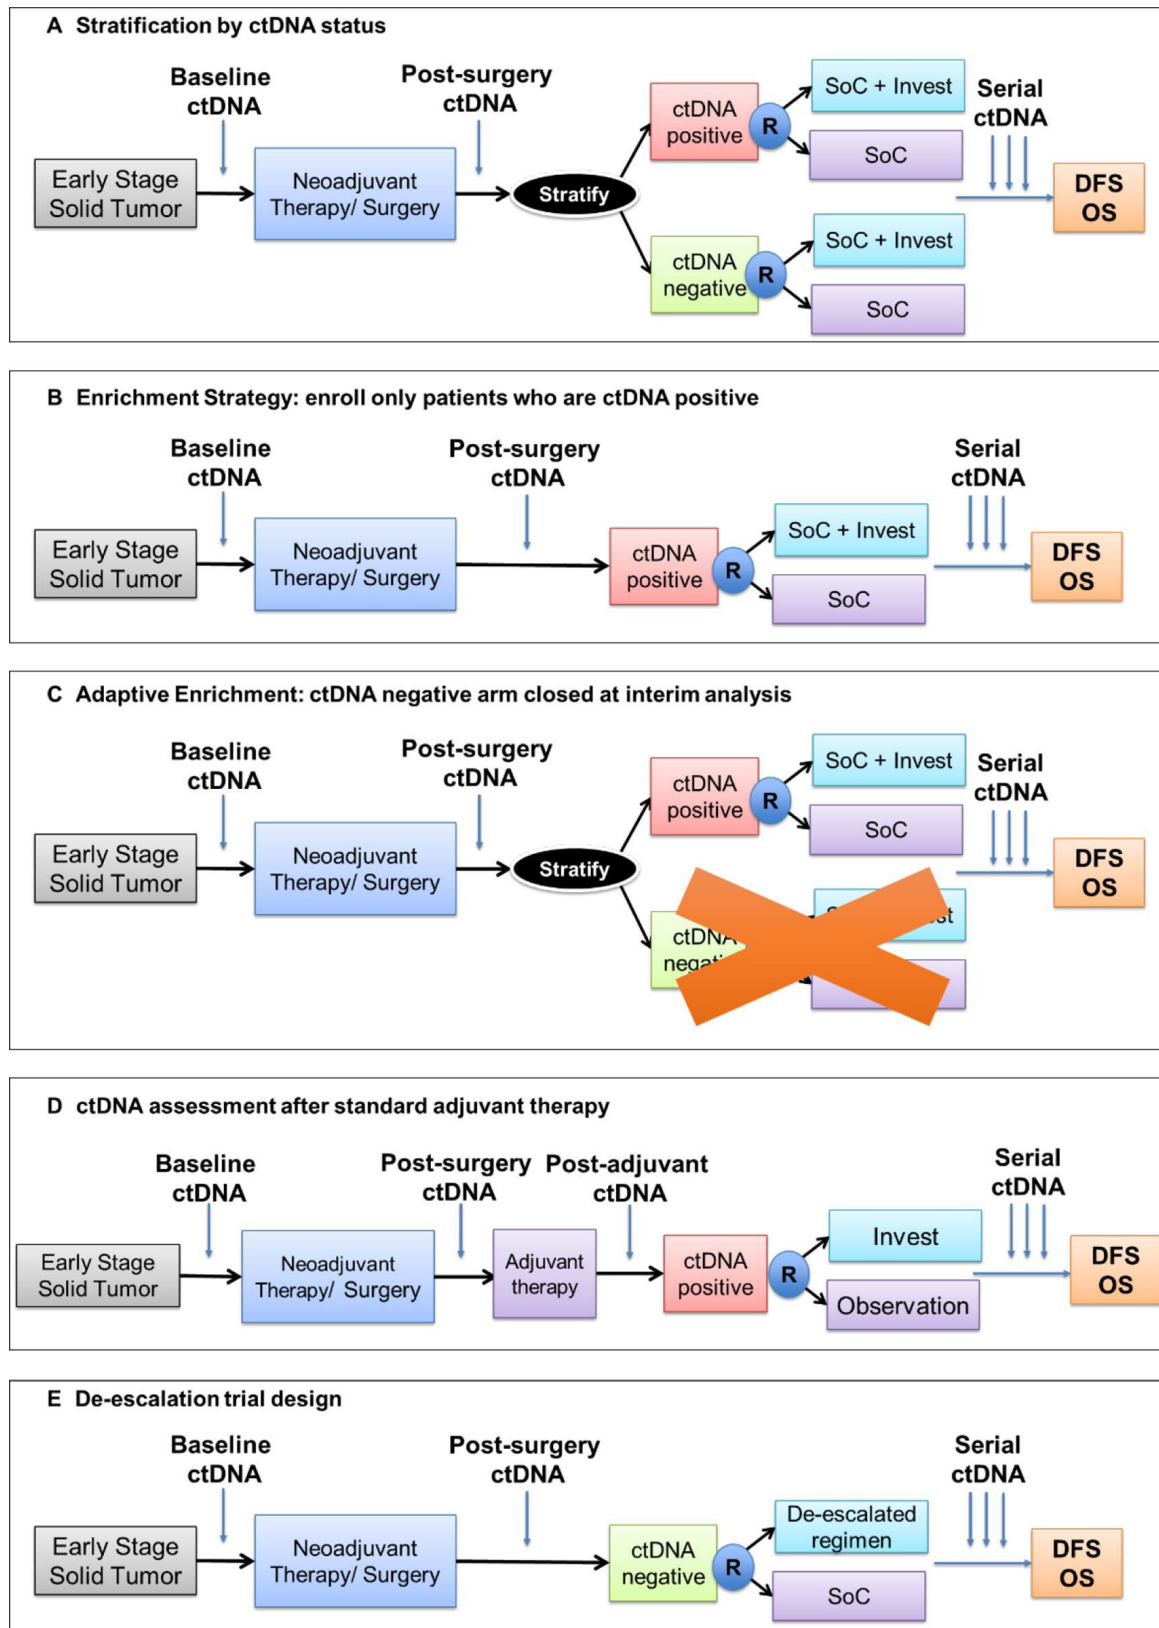 A Stratification by ctDNA status
Baseline
ctDNA
Post-surgery
ctDNA
Early Stage
Solid Tumor
Neoadjuvant
Therapy/ Surgery
Stratify
ctDNA
positive
R
SoC + Invest
SoC
ctDNA
negative
R
SoC + Invest
SoC
Serial
ctDNA
DFS
OS
B Enrichment Strategy: enroll only patients who are ctDNA positive
Baseline
ctDNA
Post-surgery
ctDNA
Early Stage
Solid Tumor
Neoadjuvant
Therapy/ Surgery
ctDNA
positive
R
SoC + Invest
SoC
Serial
ctDNA
DFS
OS
C Adaptive Enrichment: ctDNA negative arm closed at interim analysis
Baseline
ctDNA
Post-surgery
ctDNA
Early Stage
Solid Tumor
Neoadjuvant
Therapy/ Surgery
Stratify
ctDNA
positive
R
SoC + Invest
SoC
ctDNA
Serial
ctDNA
DFS
OS
D ctDNA assessment after standard adjuvant therapy
Baseline
ctDNA
Post-surgery
ctDNA
Post-adjuvant
ctDNA
Early Stage
Solid Tumor
Neoadjuvant
Therapy/ Surgery
Adjuvant
therapy
ctDNA
positive
R
Invest
Observation
Serial
ctDNA
DFS
OS
E De-escalation trial design
Baseline
ctDNA
Post-surgery
ctDNA
Early Stage
Solid Tumor
Neoadjuvant
Therapy/ Surgery
ctDNA
negative
R
De-escalated
regimen
SoC
Serial
ctDNA
DFS
OS